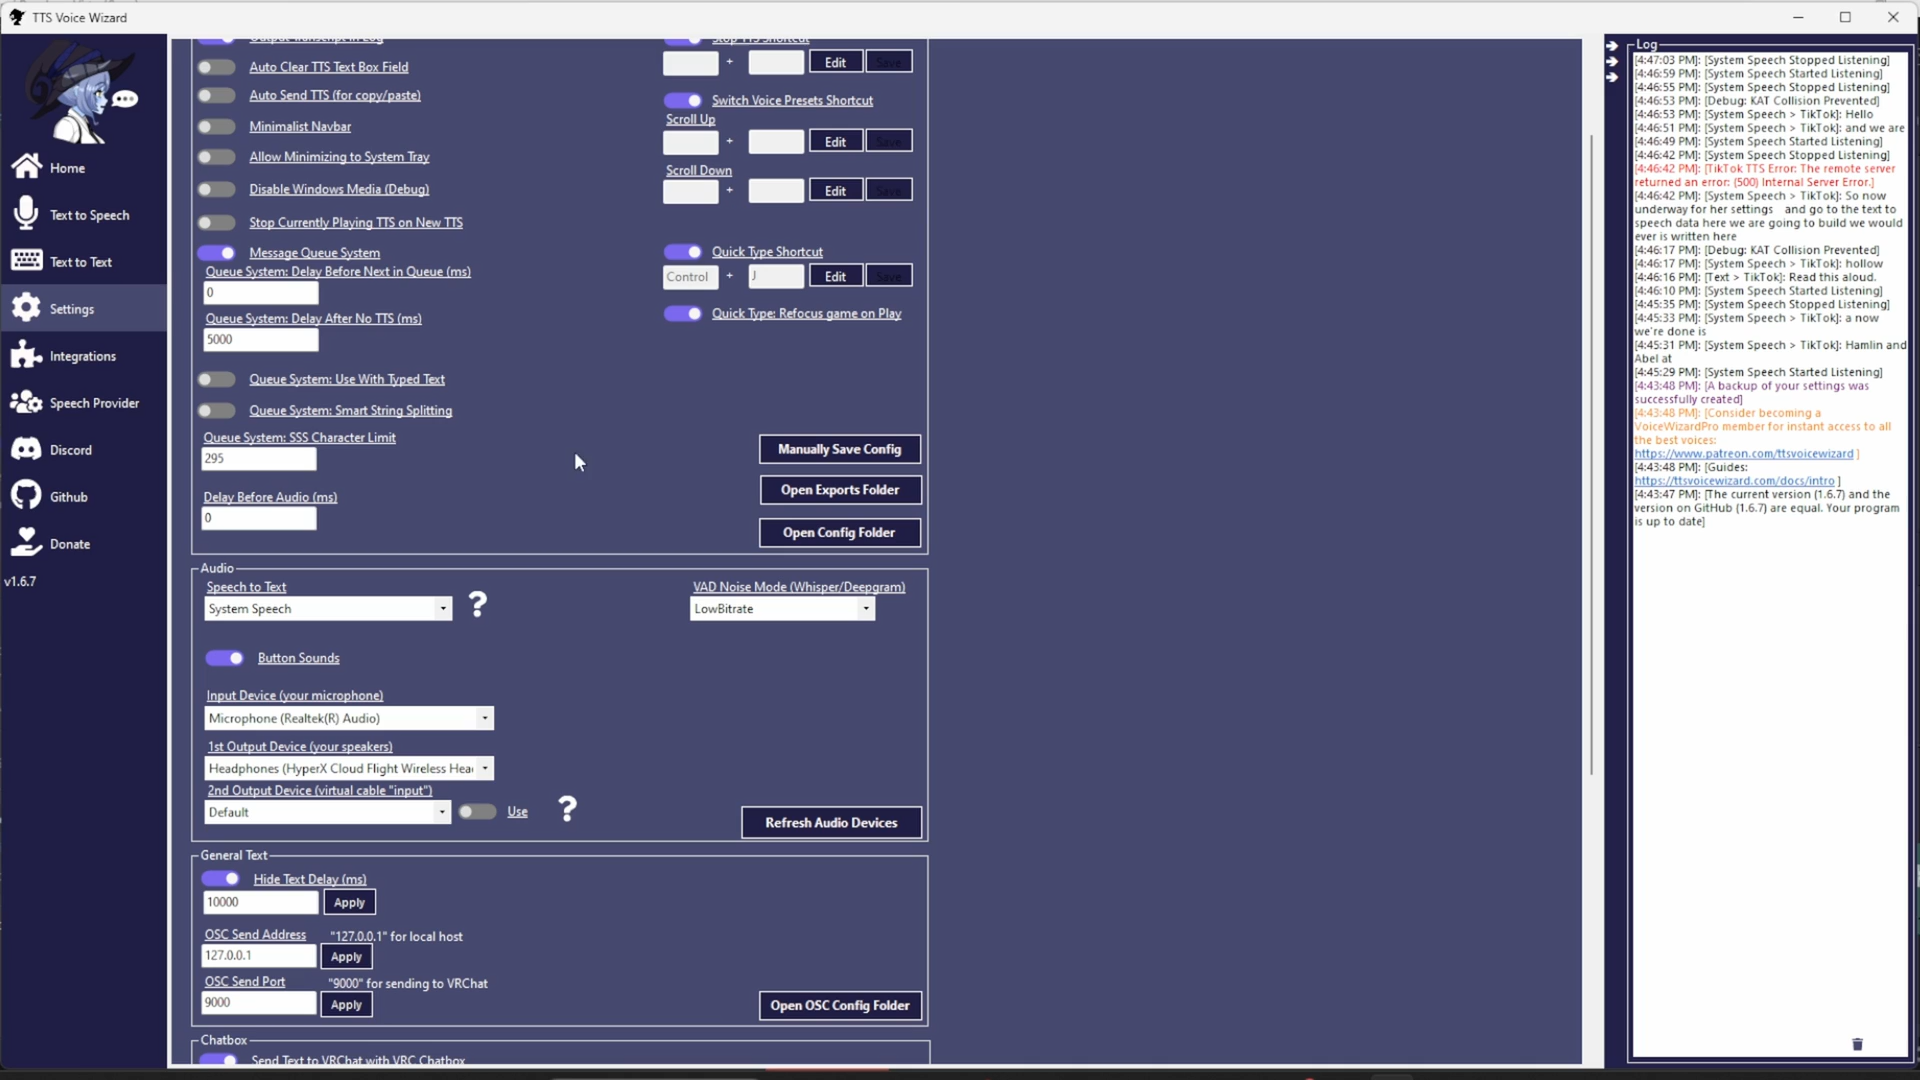 TTS Voice Wizard
Home
Text to Speech
Text to Text
Settings
Integrations
Speech Provider
Discord
Github
Donate
v1.6.7
Output Transcript in Log
Auto Clear TTS Text Box Field
Auto Send TTS (for copy/paste)
Minimalist Navbar
Allow Minimizing to System Tray
Disable Windows Media (Debug)
Stop Currently Playing TTS on New TTS
Message Queue System
Queue System: Delay Before Next in Queue (ms)
0
Queue System: Delay After No TTS (ms)
5000
Queue System: Use With Typed Text
Queue System: Smart String Splitting
Queue System: SSS Character Limit
295
Delay Before Audio (ms)
0
Stop TTS Shortcut
+ Edit Save
Switch Voice Presets Shortcut
Scroll Up
+ Edit Save
Scroll Down
+ Edit Save
Quick Type Shortcut
Control + J Edit Save
Quick Type: Refocus game on Play
Manually Save Config
Open Exports Folder
Open Config Folder
Audio
Speech to Text
System Speech ?
VAD Noise Mode (Whisper/Deepgram)
LowBitrate
Button Sounds
Input Device (your microphone)
Microphone (Realtek(R) Audio)
1st Output Device (your speakers)
Headphones (HyperX Cloud Flight Wireless Hea
2nd Output Device (virtual cable "input")
Default Use ?
Refresh Audio Devices
General Text
Hide Text Delay (ms)
10000 Apply
OSC Send Address "127.0.0.1" for local host
127.0.0.1 Apply
OSC Send Port "9000" for sending to VRChat
9000 Apply
Open OSC Config Folder
Chatbox
Send Text to VRChat with VRC Chatbox
Log
[4:47:03 PM]: [System Speech Stopped Listening]
[4:46:59 PM]: [System Speech Started Listening]
[4:46:55 PM]: [System Speech Stopped Listening]
[4:46:53 PM]: [Debug: KAT Collision Prevented]
[4:46:53 PM]: [System Speech > TikTok]: Hello
[4:46:51 PM]: [System Speech > TikTok]: and we are
[4:46:49 PM]: [System Speech Started Listening]
[4:46:42 PM]: [System Speech Stopped Listening]
[4:46:42 PM]: [TikTok TTS Error: The remote server
returned an error: (500) Internal Server Error.]
[4:46:42 PM]: [System Speech > TikTok]: So now
underway for her settings and go to the text to
speech data here we are going to build we would
ever is written here
[4:46:17 PM]: [Debug: KAT Collision Prevented]
[4:46:17 PM]: [System Speech > TikTok]: hollow
[4:46:16 PM]: [Text > TikTok]: Read this aloud.
[4:46:10 PM]: [System Speech Started Listening]
[4:45:35 PM]: [System Speech Stopped Listening]
[4:45:33 PM]: [System Speech > TikTok]: a now
we're done is
[4:45:31 PM]: [System Speech > TikTok]: Hamlin and
Abel at
[4:45:29 PM]: [System Speech Started Listening]
[4:43:48 PM]: [A backup of your settings was
successfully created]
[4:43:48 PM]: [Consider becoming a
VoiceWizardPro member for instant access to all
the best voices:
https://www.patreon.com/ttsvoicewizard ]
[4:43:48 PM]: [Guides:
https://ttsvoicewizard.com/docs/intro ]
[4:43:47 PM]: [The current version (1.6.7) and the
version on GitHub (1.6.7) are equal. Your program
is up to date]